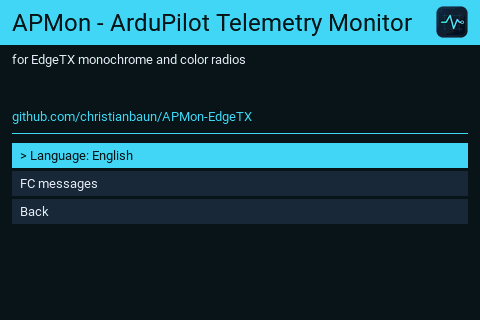 APMon - ArduPilot Telemetry Monitor
for EdgeTX monochrome and color radios
github.com/christianbaun/APMon-EdgeTX
> Language: English
FC messages
Back